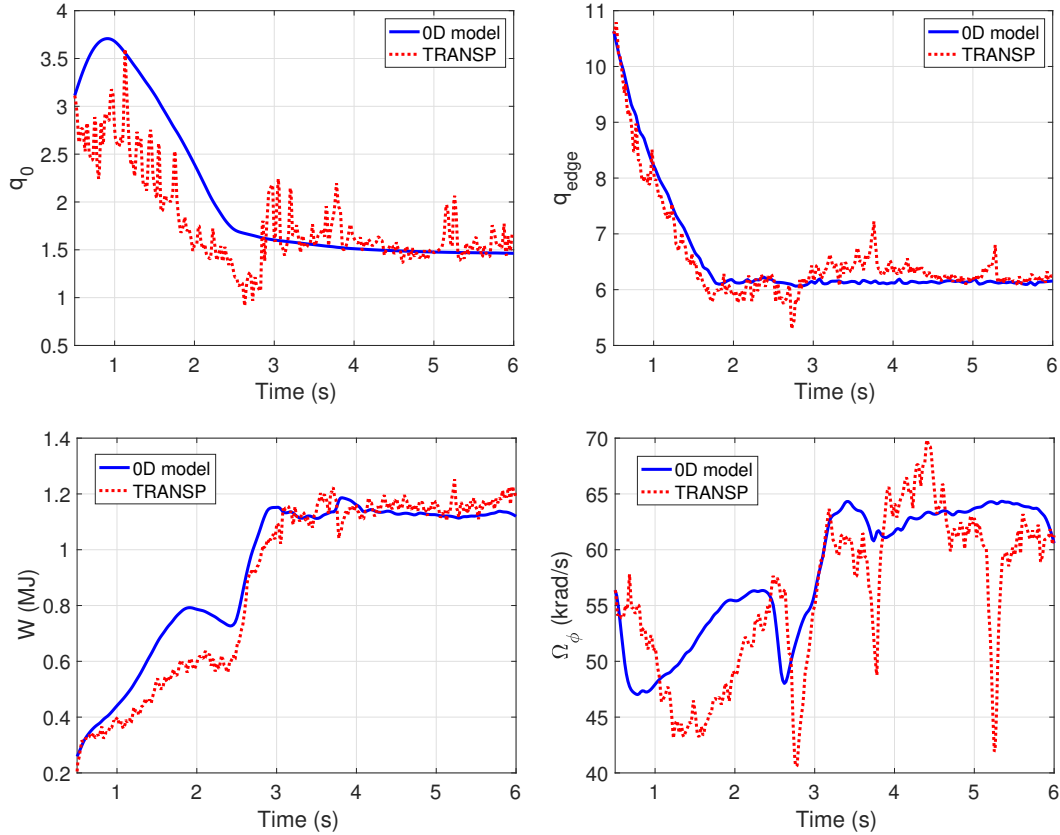 4
3.5
3
2.5
2
1.5
1
0.5
q0
1 2 3 4 5 6
Time (s)
0D model
TRANSP
11
10
9
8
7
6
5
qedge
1 2 3 4 5 6
Time (s)
0D model
TRANSP
1.4
1.2
1
0.8
0.6
0.4
0.2
W (MJ)
1 2 3 4 5 6
Time (s)
0D model
TRANSP
70
65
60
55
50
45
40
Ωϕ (krad/s)
1 2 3 4 5 6
Time (s)
0D model
TRANSP